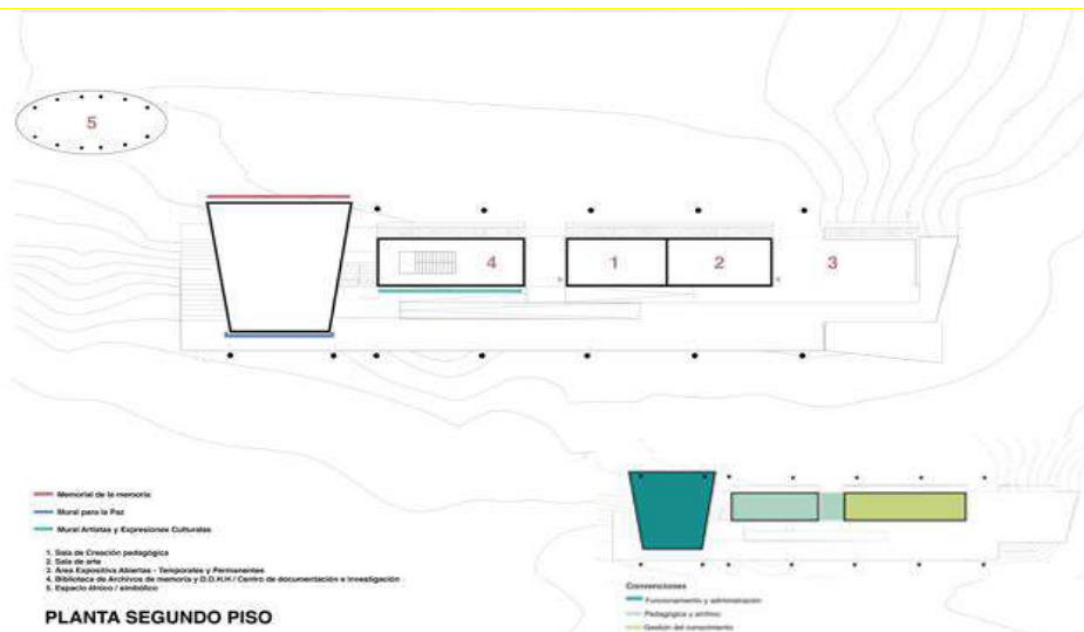 5
4
1
2
3
Memorial de la memoria
Mural para la Paz
Mural Artistas y Expresiones Culturales
1. Sala de Creación pedagógica
2. Sala de arte
3. Área Expositiva Abiertas - Temporales y Permanentes
4. Biblioteca de Archivos de memoria y D.D.H.H / Centro de documentación e investigación
5. Espacio étnico / simbólico
PLANTA SEGUNDO PISO
Convenciones
Funcionamiento y administración
Pedagógico y archivo
Gestión del conocimiento